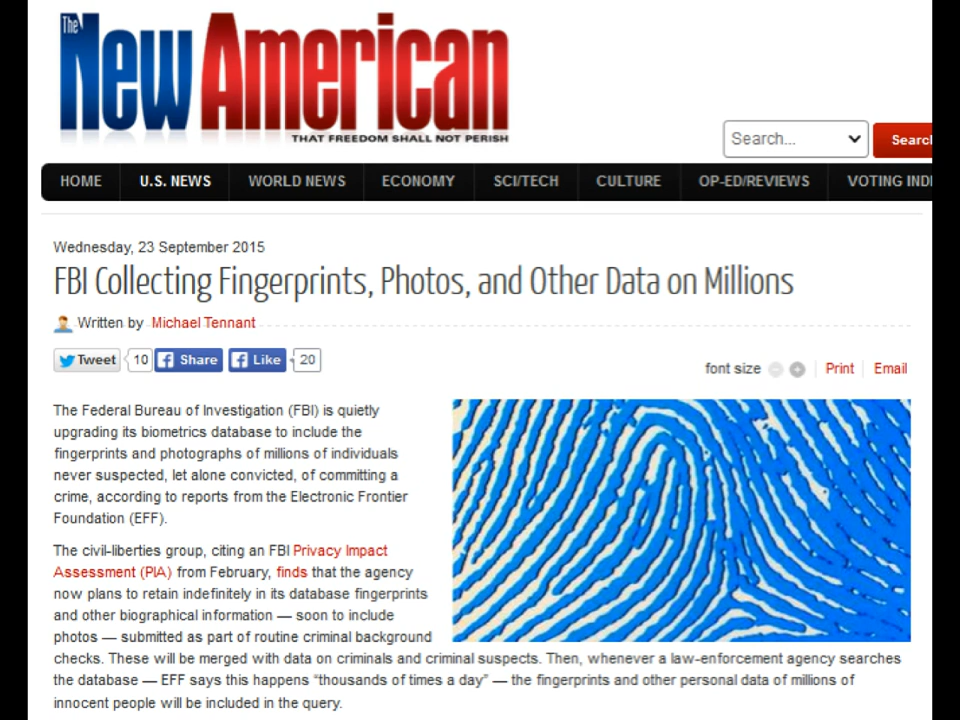 The New American
THAT FREEDOM SHALL NOT PERISH
Search...
Search
HOME U.S. NEWS WORLD NEWS ECONOMY SCI/TECH CULTURE OP-ED/REVIEWS VOTING INDE
Wednesday, 23 September 2015
FBI Collecting Fingerprints, Photos, and Other Data on Millions
Written by Michael Tennant
Tweet 10 Share Like 20
font size Print Email
The Federal Bureau of Investigation (FBI) is quietly
upgrading its biometrics database to include the
fingerprints and photographs of millions of individuals
never suspected, let alone convicted, of committing a
crime, according to reports from the Electronic Frontier
Foundation (EFF).
The civil-liberties group, citing an FBI Privacy Impact
Assessment (PIA) from February, finds that the agency
now plans to retain indefinitely in its database fingerprints
and other biographical information — soon to include
photos — submitted as part of routine criminal background
checks. These will be merged with data on criminals and criminal suspects. Then, whenever a law-enforcement agency searches
the database — EFF says this happens “thousands of times a day” — the fingerprints and other personal data of millions of
innocent people will be included in the query.